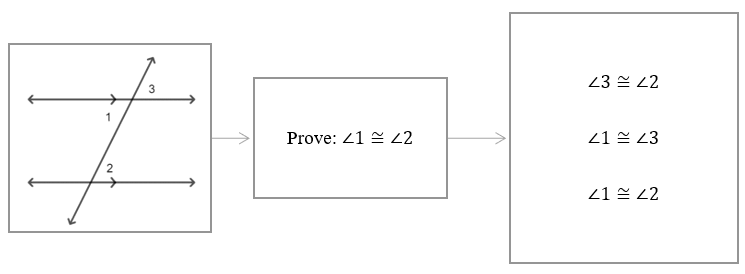 3
1
2
Prove: ∠1 ≅ ∠2
∠3 ≅ ∠2
∠1 ≅ ∠3
∠1 ≅ ∠2